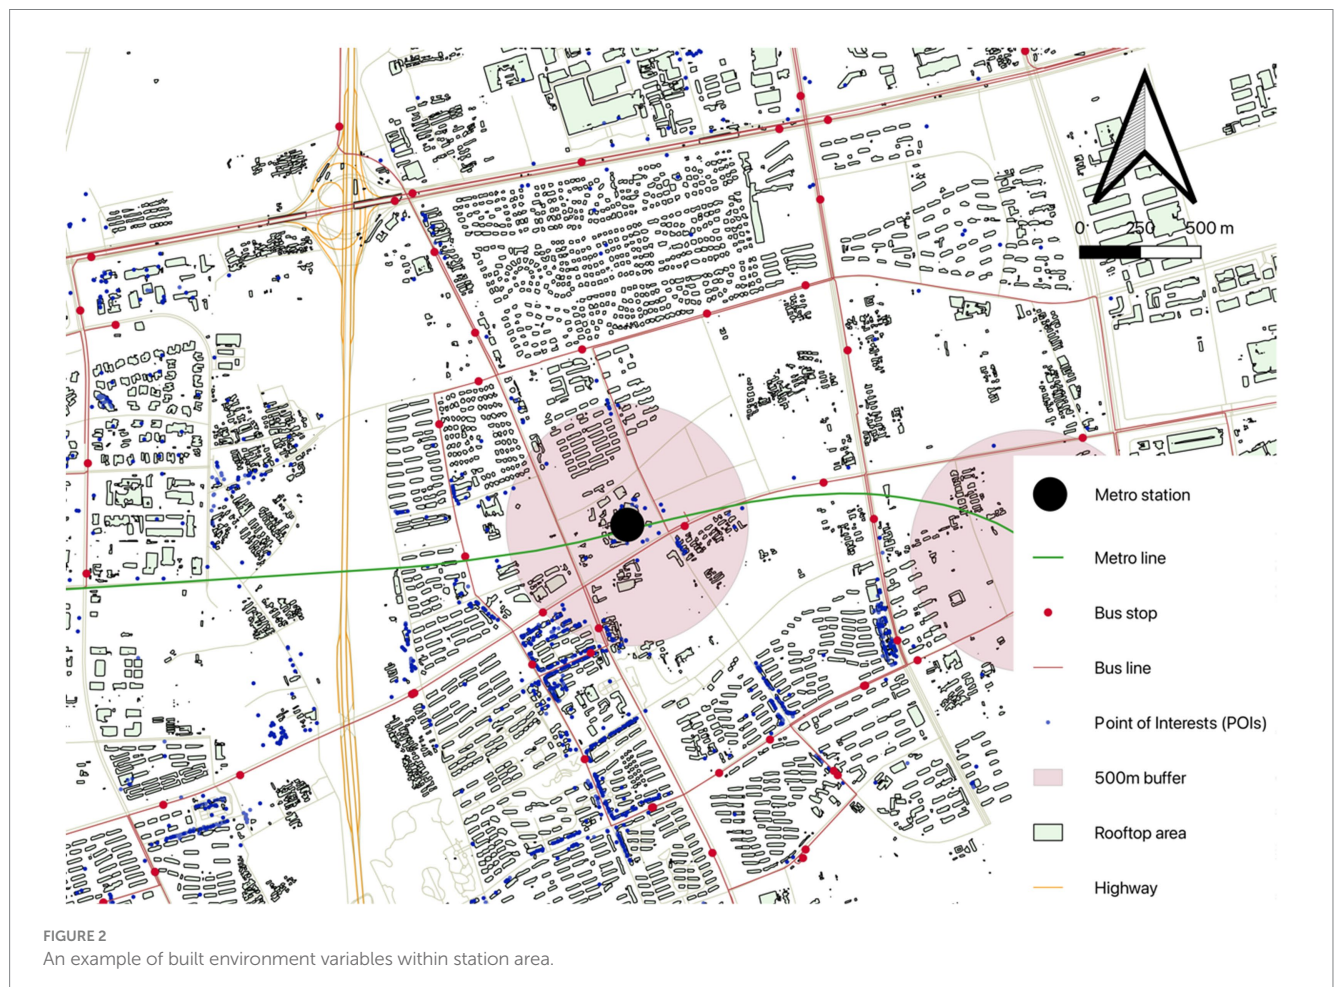 0 250 500 m
Metro station
Metro line
Bus stop
Bus line
Point of Interests (POIs)
500m buffer
Rooftop area
Highway
FIGURE 2
An example of built environment variables within station area.